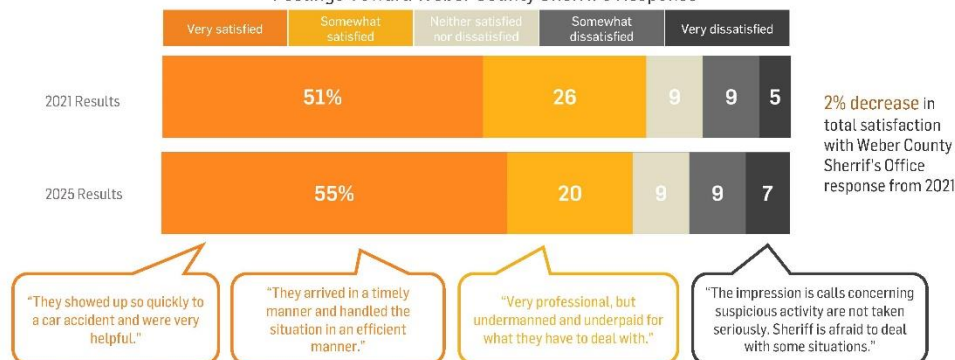 Very satisfied
Somewhat
satisfied
Neither satisfied
nor dissatisfied
Somewhat
dissatisfied
Very dissatisfied
2021 Results
51%
26
9
9
5
2025 Results
55%
20
9
9
7
2% decrease in
total satisfaction
with Weber County
Sherrif's Office
response from 2021
"They showed up so quickly to
a car accident and were very
helpful."
"They arrived in a timely
manner and handled the
situation in an efficient
manner."
"Very professional, but
undermanned and underpaid for
what they have to deal with."
"The impression is calls concerning
suspicious activity are not taken
seriously. Sheriff is afraid to deal
with some situations."